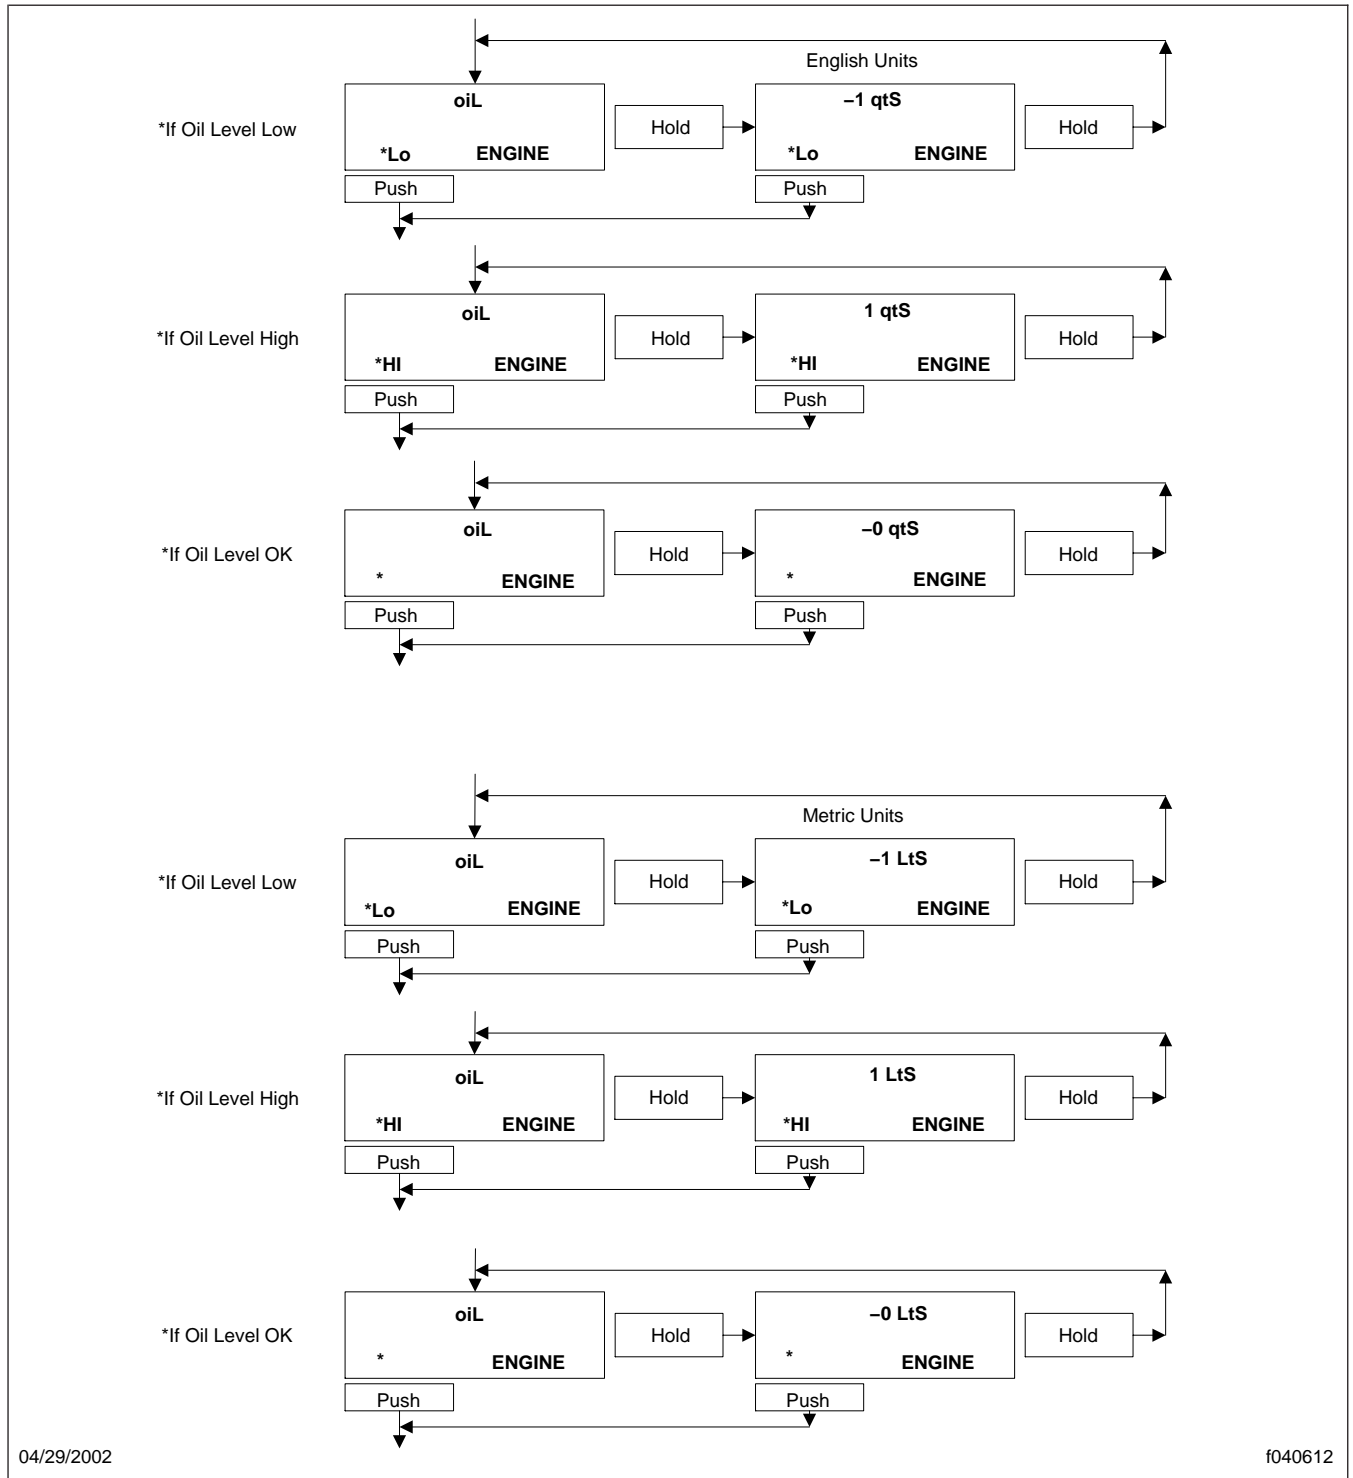 English Units
oiL
–1 qtS
*If Oil Level Low
Hold
Hold
*Lo ENGINE
*Lo ENGINE
Push
Push
oiL
1 qtS
*If Oil Level High
Hold
Hold
*HI ENGINE
*HI ENGINE
Push
Push
oiL
–0 qtS
*If Oil Level OK
Hold
Hold
* ENGINE
* ENGINE
Push
Push
Metric Units
oiL
–1 LtS
*If Oil Level Low
Hold
Hold
*Lo ENGINE
*Lo ENGINE
Push
Push
oiL
1 LtS
*If Oil Level High
Hold
Hold
*HI ENGINE
*HI ENGINE
Push
Push
oiL
–0 LtS
*If Oil Level OK
Hold
Hold
* ENGINE
* ENGINE
Push
Push
04/29/2002
f040612